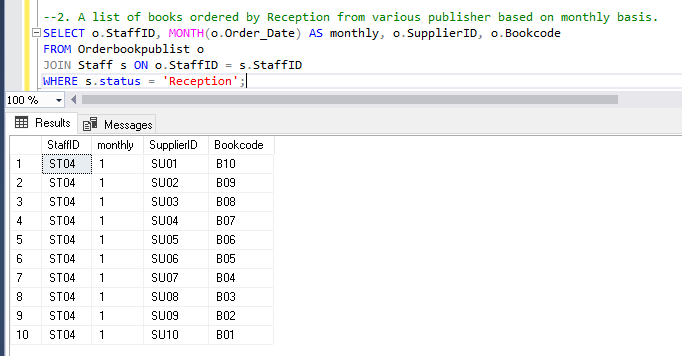 --2. A list of books ordered by Reception from various publisher based on monthly basis.
SELECT o.StaffID, MONTH(o.Order_Date) AS monthly, o.SupplierID, o.Bookcode
FROM Orderbookpublist o
JOIN Staff s ON o.StaffID = s.StaffID
WHERE s.status = 'Reception';
100 %
Results Messages
StaffID monthly SupplierID Bookcode
1 ST04 1 SU01 B10
2 ST04 1 SU02 B09
3 ST04 1 SU03 B08
4 ST04 1 SU04 B07
5 ST04 1 SU05 B06
6 ST04 1 SU06 B05
7 ST04 1 SU07 B04
8 ST04 1 SU08 B03
9 ST04 1 SU09 B02
10 ST04 1 SU10 B01